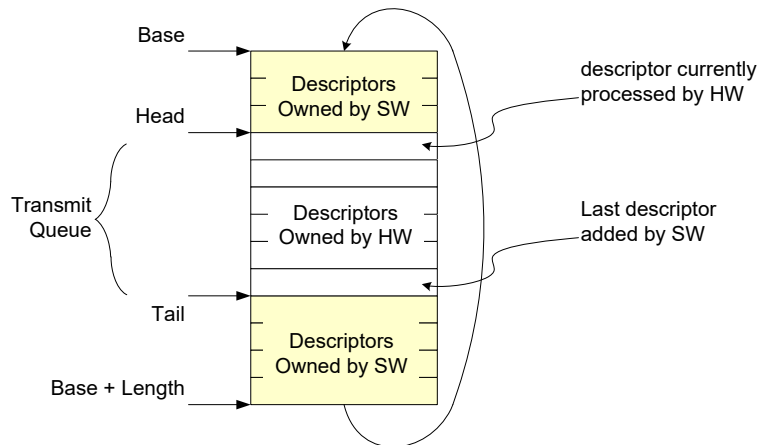 Base
Descriptors
Owned by SW
descriptor currently
processed by HW
Head
Transmit
Queue
Descriptors
Owned by HW
Last descriptor
added by SW
Tail
Descriptors
Owned by SW
Base + Length